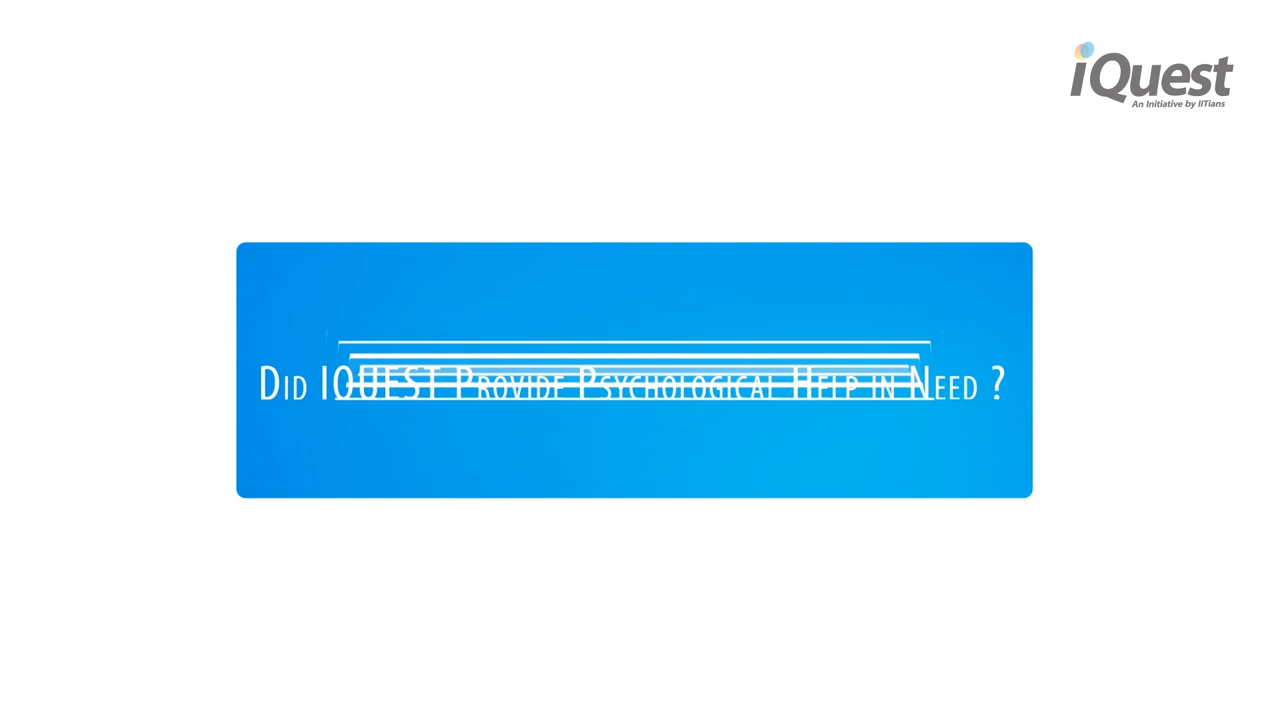 iQuest
An Initiative by IITians
Did IQUEST Provide Psychological Help in Need ?